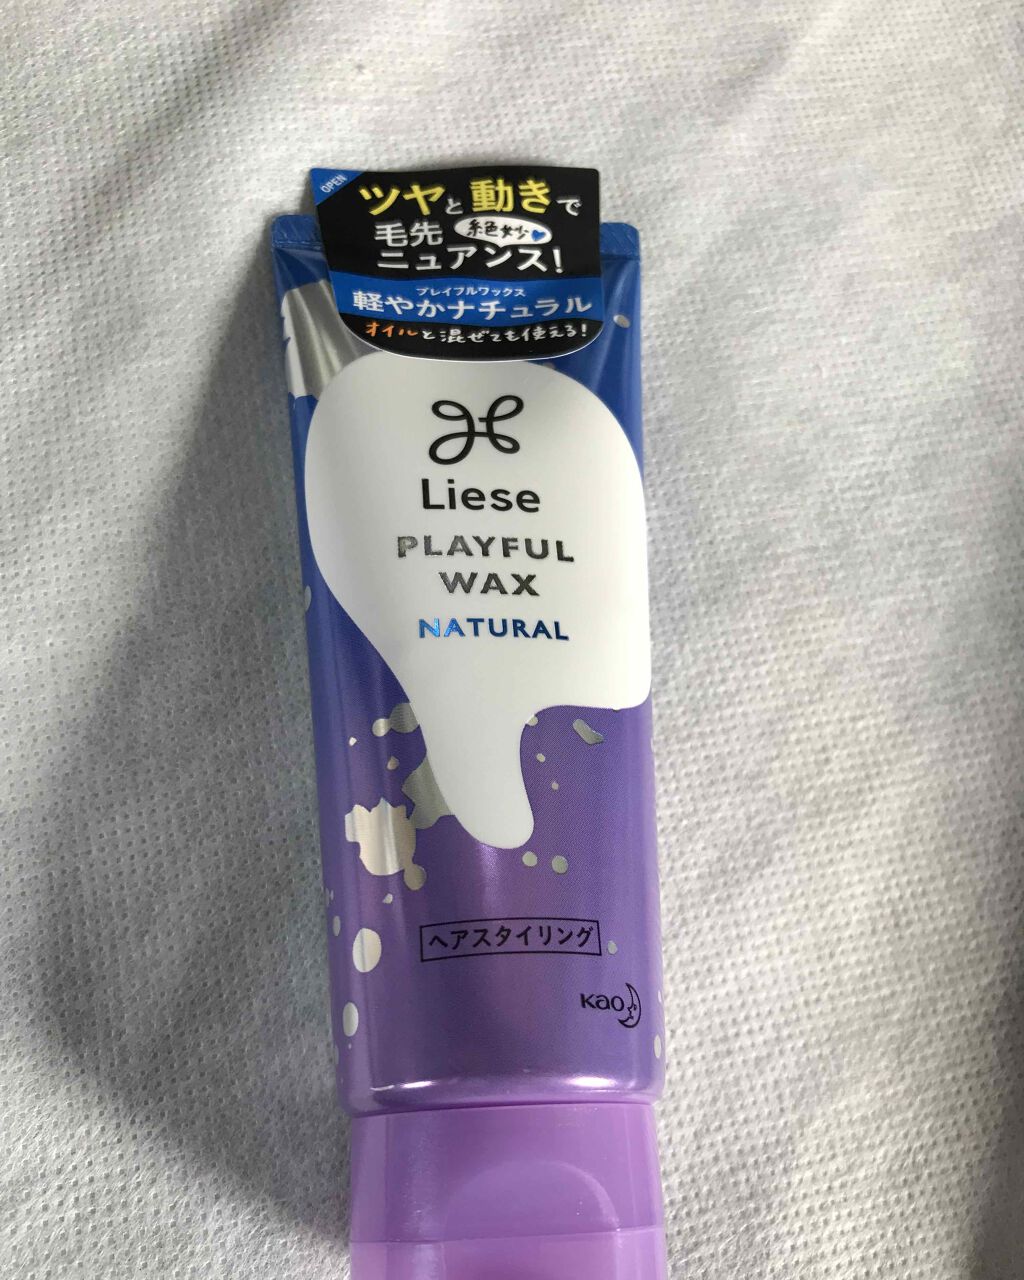 OPEN
ツヤと動きで
毛先絶妙
ニュアンス!
プレイフルワックス
軽やかナチュラル
オイルと混ぜても使える!
Liese
PLAYFUL
WAX
NATURAL
ヘアスタイリング
Kao